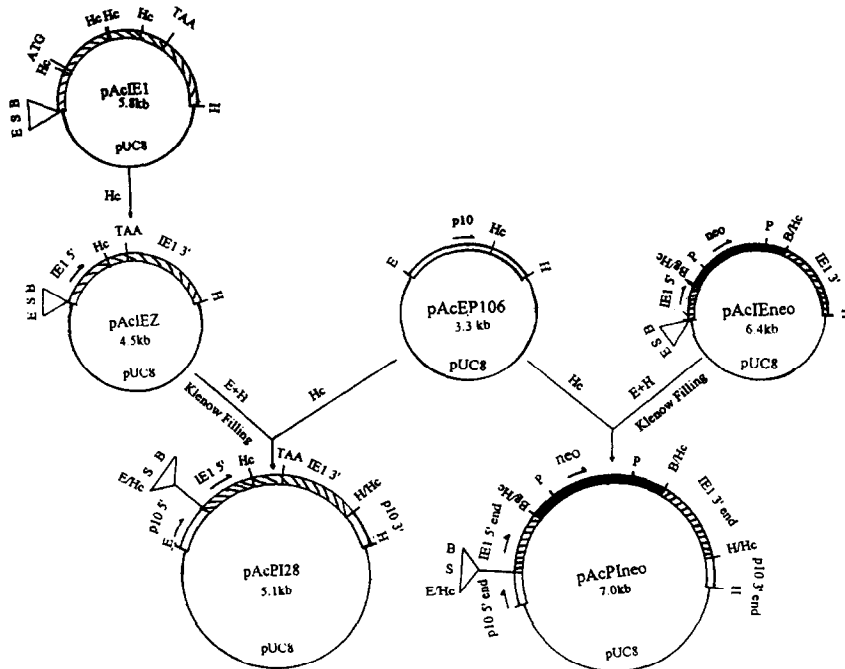 Hc Hc
Hc
TAA
ATG
Hc
pAcIE1
5.8kb
E S B
H
pUC8
Hc
TAA
Hc
IE1 5'
IE1 3'
E S B
H
pAcIEZ
4.5kb
pUC8
p10
Hc
E
H
pAcEP106
3.3 kb
pUC8
P
neo
P
B/Hc
Bg/Hc
IE1 5'
IE1 3'
H
E S B
pAcIEneo
6.4kb
pUC8
E+H
Klenow Filling
Hc
Hc
E+H
Klenow Filling
B
S
E/Hc
IE1 5'
Hc
TAA
IE1 3'
H/Hc
p10 5'
E
p10 3'
H
pAcPI28
5.1kb
pUC8
neo
P
P
B/Hc
Bg/Hc
IE1 5' end
IE1 3' end
B
S
E/Hc
H/Hc
p10 5' end
p10 3' end
H
pAcPIneo
7.0kb
pUC8